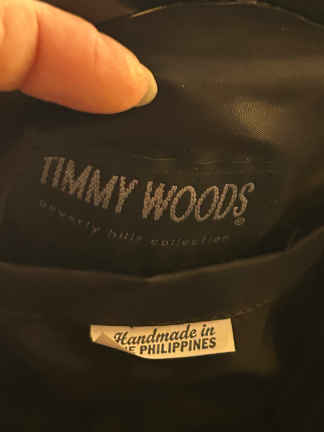 TIMMY WOODS®
beverly hills collection
Handmade in
PHILIPPINES